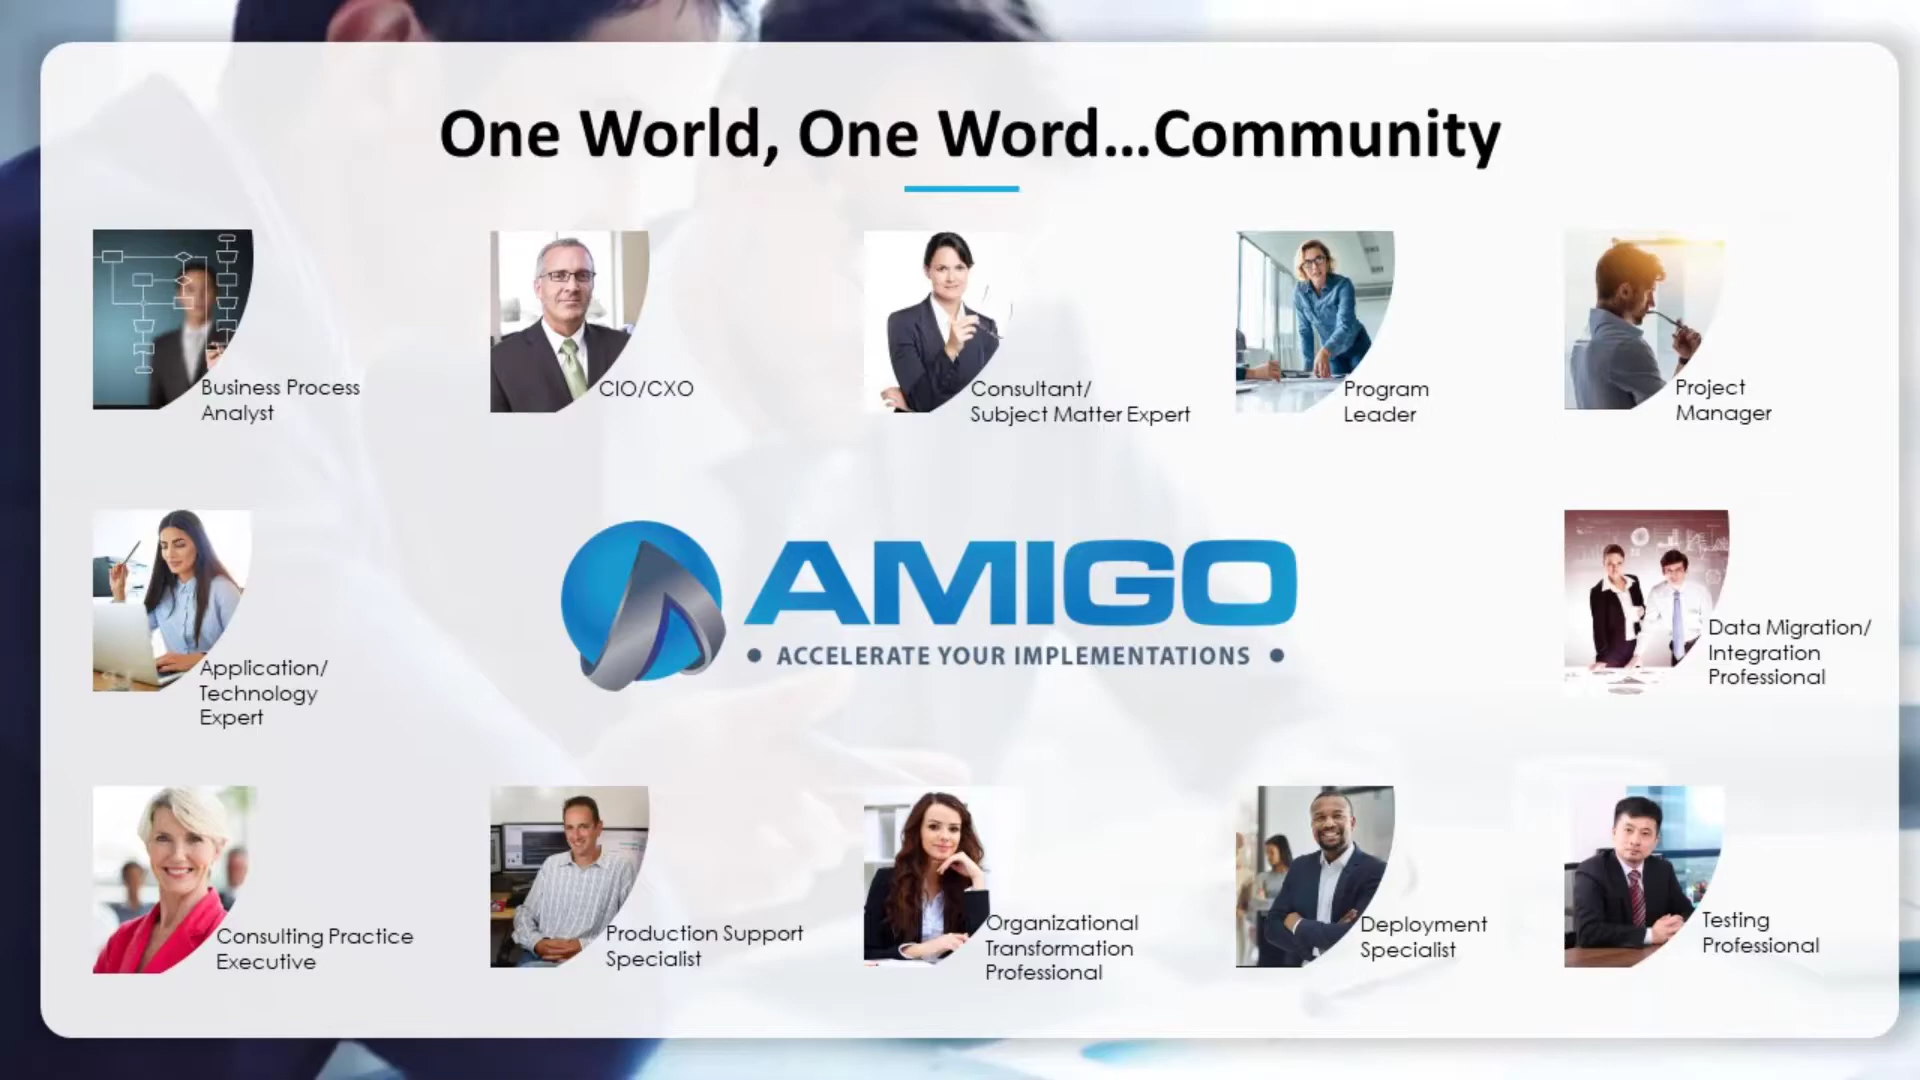 One World, One Word...Community
Business Process
Analyst
CIO/CXO
Consultant/
Subject Matter Expert
Program
Leader
Project
Manager
Application/
Technology
Expert
AMIGO
• ACCELERATE YOUR IMPLEMENTATIONS •
Data Migration/
Integration
Professional
Consulting Practice
Executive
Production Support
Specialist
Organizational
Transformation
Professional
Deployment
Specialist
Testing
Professional